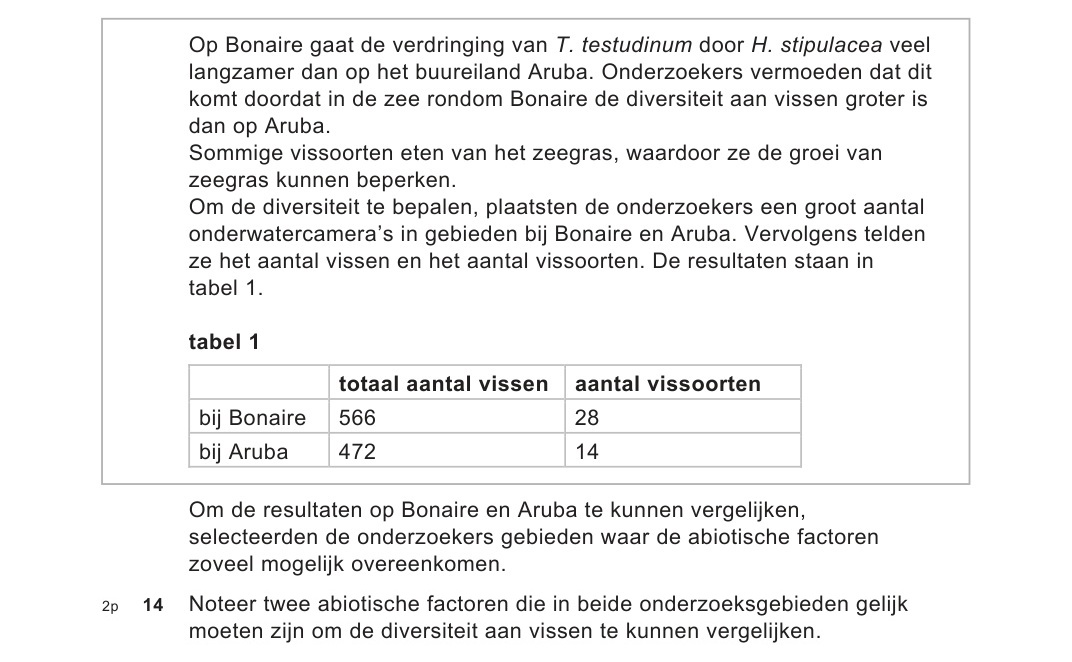 Op Bonaire gaat de verdringing van T. testudinum door H. stipulacea veel
langzamer dan op het buureiland Aruba. Onderzoekers vermoeden dat dit
komt doordat in de zee rondom Bonaire de diversiteit aan vissen groter is
dan op Aruba.
Sommige vissoorten eten van het zeegras, waardoor ze de groei van
zeegras kunnen beperken.
Om de diversiteit te bepalen, plaatsten de onderzoekers een groot aantal
onderwatercamera’s in gebieden bij Bonaire en Aruba. Vervolgens telden
ze het aantal vissen en het aantal vissoorten. De resultaten staan in
tabel 1.
tabel 1
totaal aantal vissen aantal vissoorten
bij Bonaire 566 28
bij Aruba 472 14
Om de resultaten op Bonaire en Aruba te kunnen vergelijken,
selecteerden de onderzoekers gebieden waar de abiotische factoren
zoveel mogelijk overeenkomen.
2p 14 Noteer twee abiotische factoren die in beide onderzoeksgebieden gelijk
moeten zijn om de diversiteit aan vissen te kunnen vergelijken.